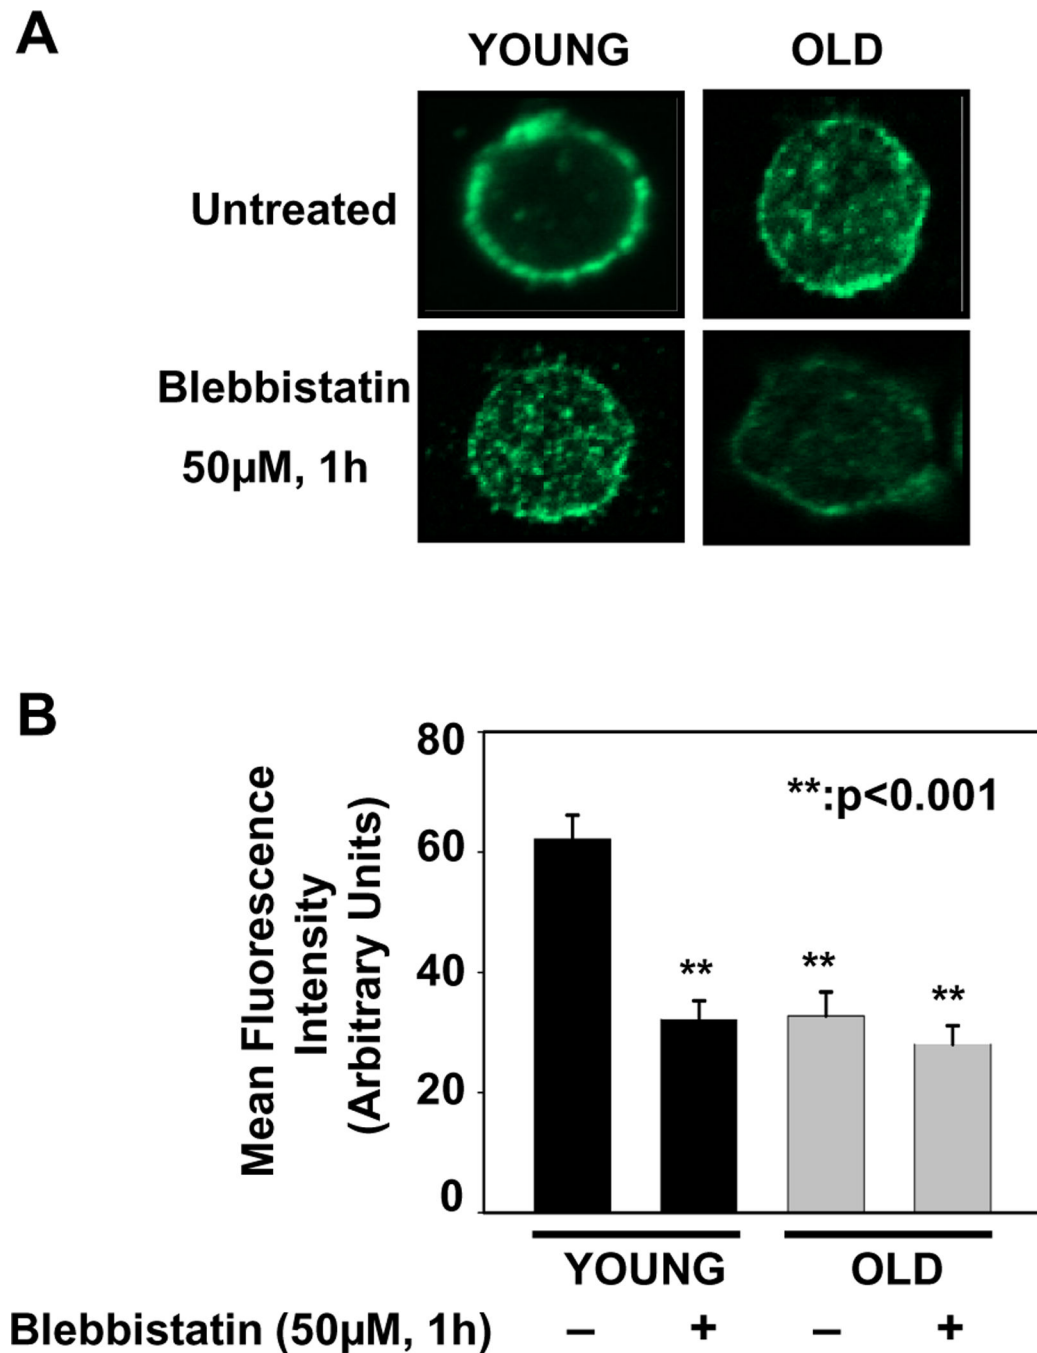 A
YOUNG OLD
Untreated
Blebbistatin
50µM, 1h
B
Mean Fluorescence
Intensity
(Arbitrary Units)
80
60
40
20
0
**:p<0.001
** ** **
YOUNG OLD
Blebbistatin (50µM, 1h) – + – +